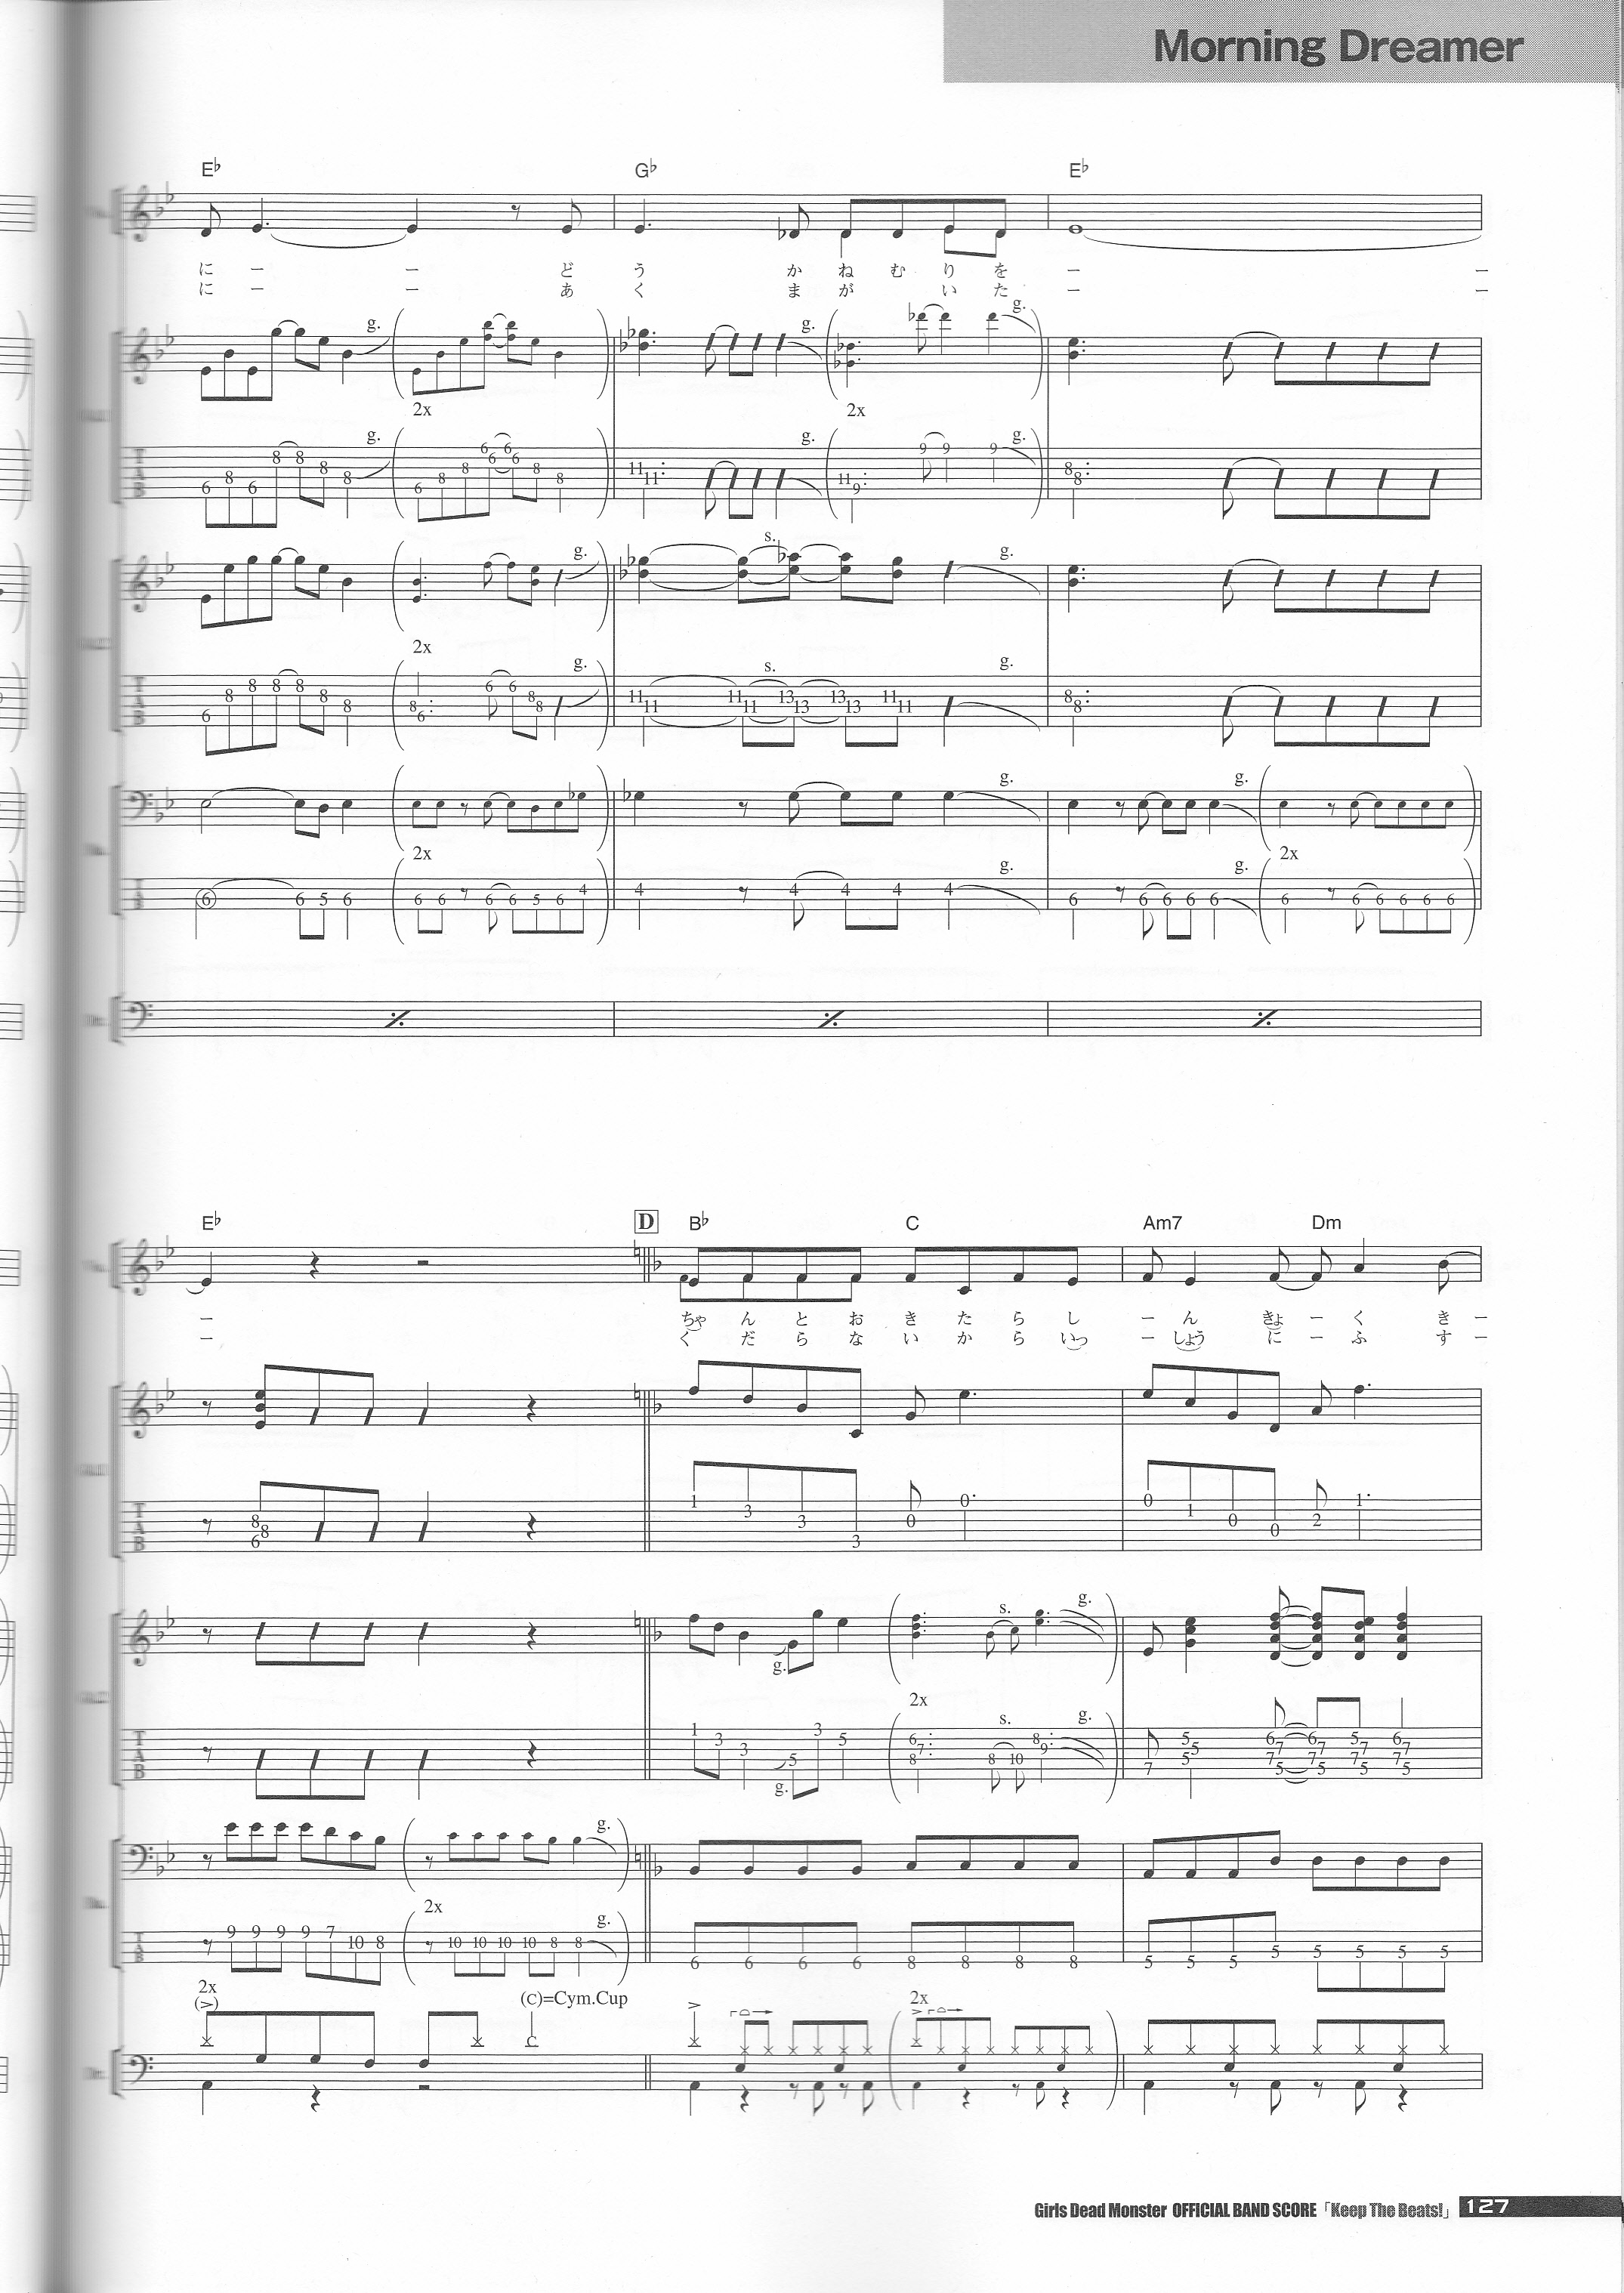 Morning Dreamer
E♭ G♭ E♭
に ー ー ど う か ね む り を ー ー
に ー ー あ く ま が い た ー ー
g. g. g.
2x 2x
g. g. g.
6 8 6 8 8 8 8 6 8 8 6 6 6 6 8 8 11 11 11 9 9 9 9 8 8
s. g. g.
2x
s. g. g.
6 8 8 8 8 8 8 8 6 6 6 8 8 11 11 11 11 13 13 13 13 11 11 8 8
g. g.
2x 2x
g. g.
6 6 5 6 6 6 6 6 5 6 4 4 4 4 4 4 6 6 6 6 6 6 6 6 6 6 6
E♭ D B♭ C Am7 Dm
ー ちゃ ん と お き た ら し ー ん きょ ー く き ー
ー く だ ら な い か ら いっ ー しょう に ー ふ す ー
T A B 8 8 6 1 3 3 3 0 0 0 1 0 0 2 1
g. s. g.
2x
s. g.
T A B 1 3 3 5 3 5 6 7 8 8 10 8 9 7 5 5 5 6 7 7 5 6 7 7 5 5 7 7 5 6 7 7 5
g.
g.
2x
g.
T A B 9 9 9 9 7 10 8 10 10 10 10 8 8 6 6 6 6 8 8 8 8 5 5 5 5 5 5 5 5
2x (C)=Cym.Cup 2x
C
Girls Dead Monster OFFICIAL BAND SCORE「Keep The Beats!」 127